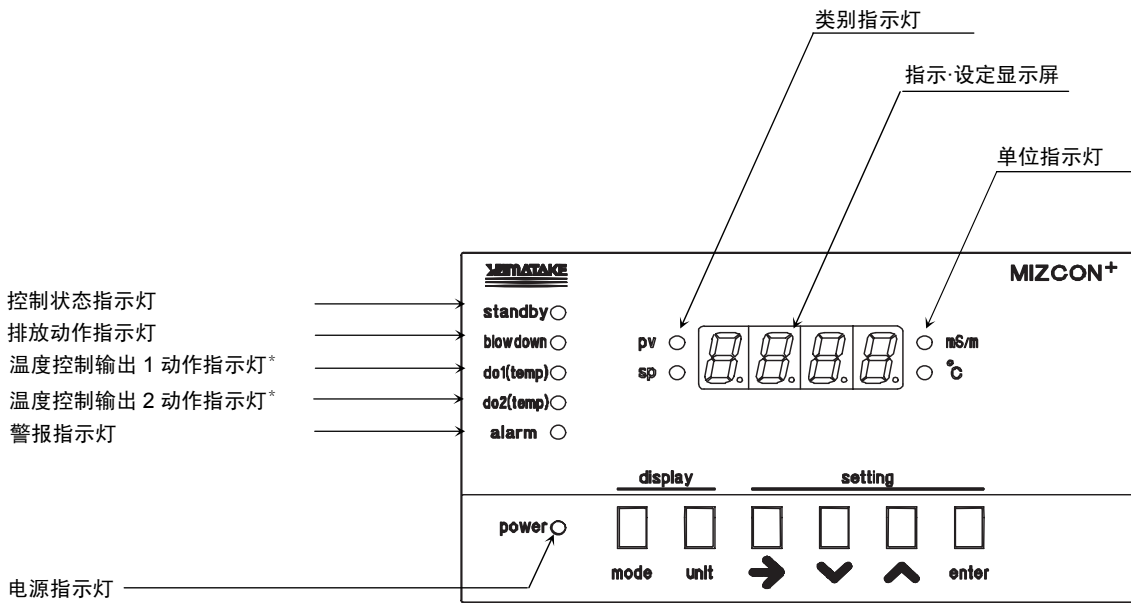 类别指示灯
指示·设定显示屏
单位指示灯
YAMATAKE
MIZCON+
控制状态指示灯
standby
排放动作指示灯
blowdown
pv
mS/m
温度控制输出 1 动作指示灯*
do1(temp)
sp
℃
温度控制输出 2 动作指示灯*
do2(temp)
警报指示灯
alarm
display
setting
power
mode
unit
enter
电源指示灯